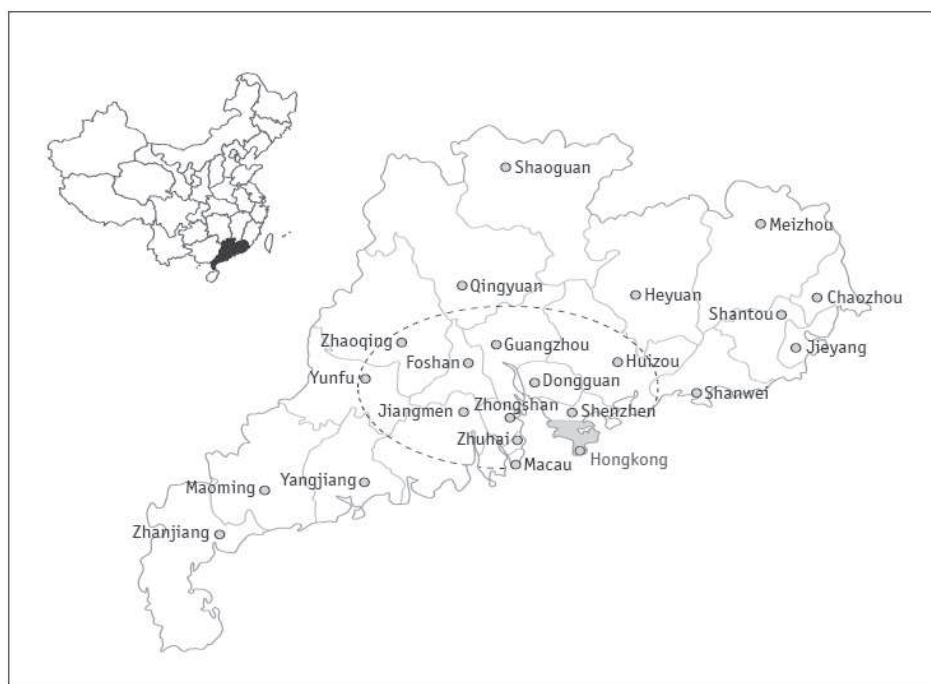 Shaoguan
Meizhou
Qingyuan
Heyuan
Chaozhou
Shantou
Zhaoqing
Guangzhou
Jieyang
Foshan
Huizou
Yunfu
Dongguan
Shanwei
Jiangmen
Zhongshan
Shenzhen
Zhuhai
Hongkong
Macau
Yangjiang
Maoming
Zhanjiang